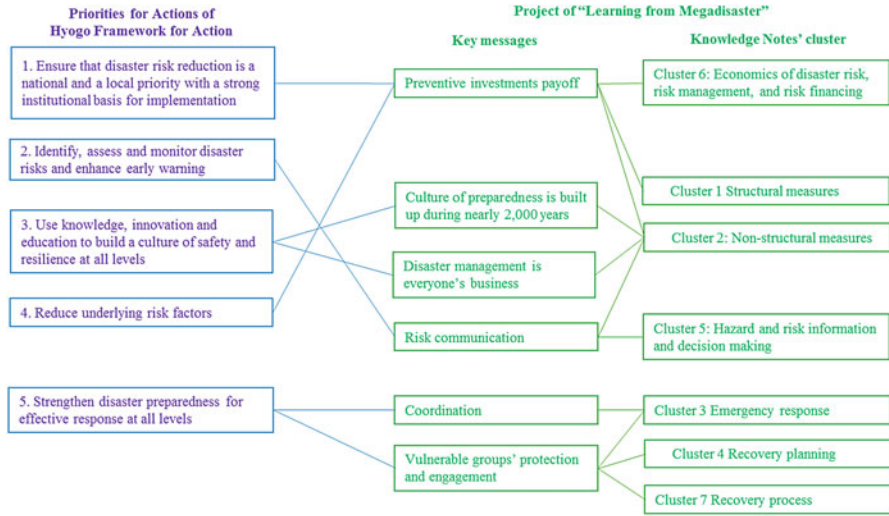 Priorities for Actions of
Hyogo Framework for Action
Project of “Learning from Megadisaster”
Key messages
Knowledge Notes’ cluster
1. Ensure that disaster risk reduction is a
national and a local priority with a strong
institutional basis for implementation
2. Identify, assess and monitor disaster
risks and enhance early warning
3. Use knowledge, innovation and
education to build a culture of safety and
resilience at all levels
4. Reduce underlying risk factors
5. Strengthen disaster preparedness for
effective response at all levels
Preventive investments payoff
Culture of preparedness is built
up during nearly 2,000 years
Disaster management is
everyone’s business
Risk communication
Coordination
Vulnerable groups’ protection
and engagement
Cluster 6: Economics of disaster risk,
risk management, and risk financing
Cluster 1 Structural measures
Cluster 2: Non-structural measures
Cluster 5: Hazard and risk information
and decision making
Cluster 3 Emergency response
Cluster 4 Recovery planning
Cluster 7 Recovery process